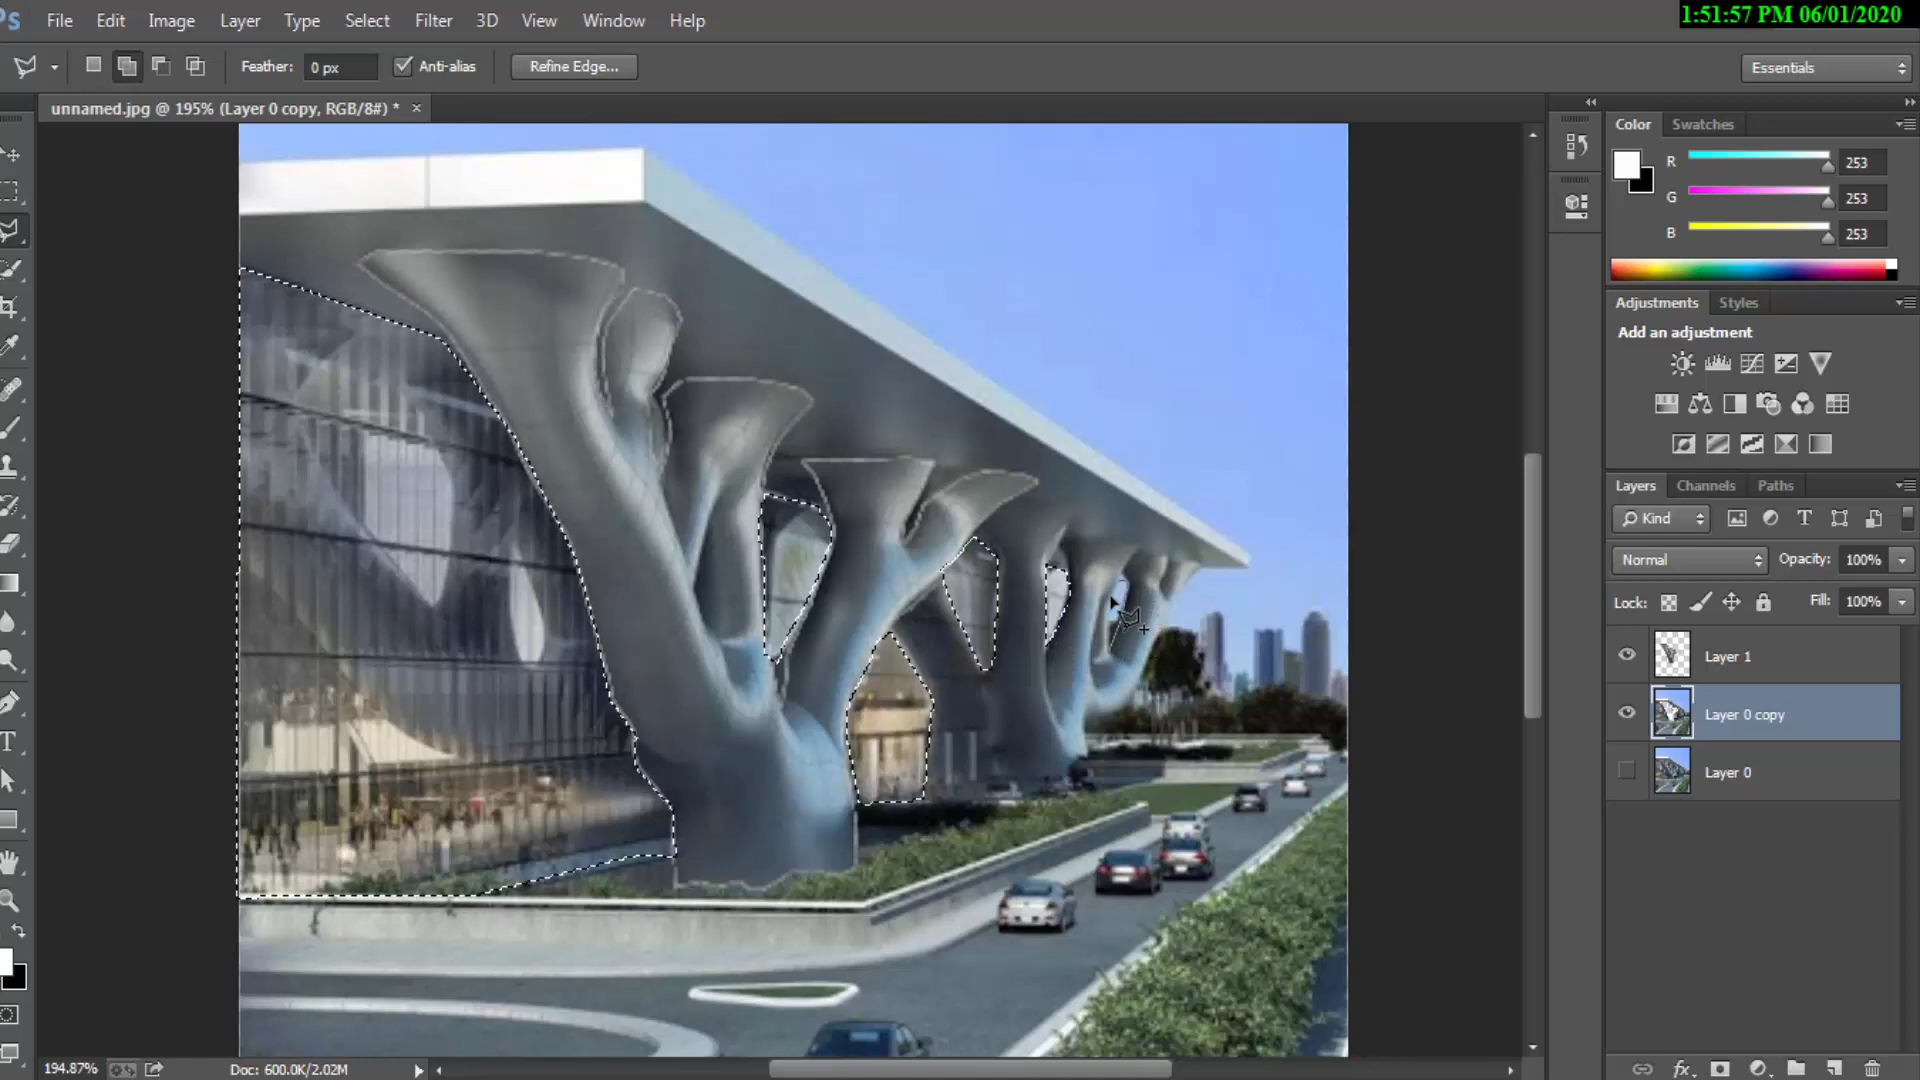 Ps File Edit Image Layer Type Select Filter 3D View Window Help
1:51:57 PM 06/01/2020
Feather: 0 px Anti-alias Refine Edge... Essentials
unnamed.jpg @ 195% (Layer 0 copy, RGB/8#) * ×
Color Swatches
R 253
G 253
B 253
Adjustments Styles
Add an adjustment
Layers Channels Paths
Kind
Normal Opacity: 100%
Lock: Fill: 100%
Layer 1
Layer 0 copy
Layer 0
194.87% Doc: 600.0K/2.02M
fx